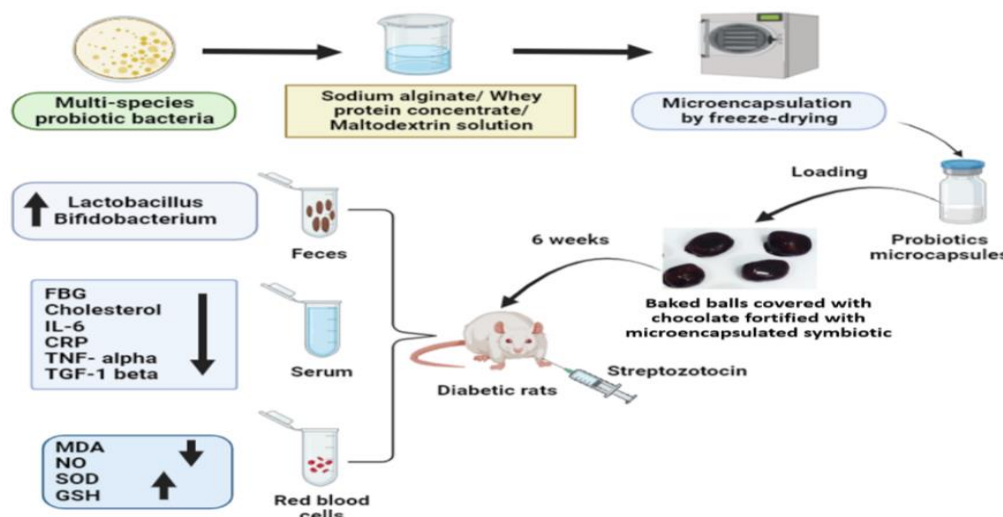 Multi-species
probiotic bacteria
Sodium alginate/ Whey
protein concentrate/
Maltodextrin solution
Microencapsulation
by freeze-drying
Loading
Probiotics
microcapsules
6 weeks
Baked balls covered with
chocolate fortified with
microencapsulated symbiotic
Streptozotocin
Diabetic rats
Lactobacillus
Bifidobacterium
Feces
FBG
Cholesterol
IL-6
CRP
TNF- alpha
TGF-1 beta
Serum
MDA
NO
SOD
GSH
Red blood
cells